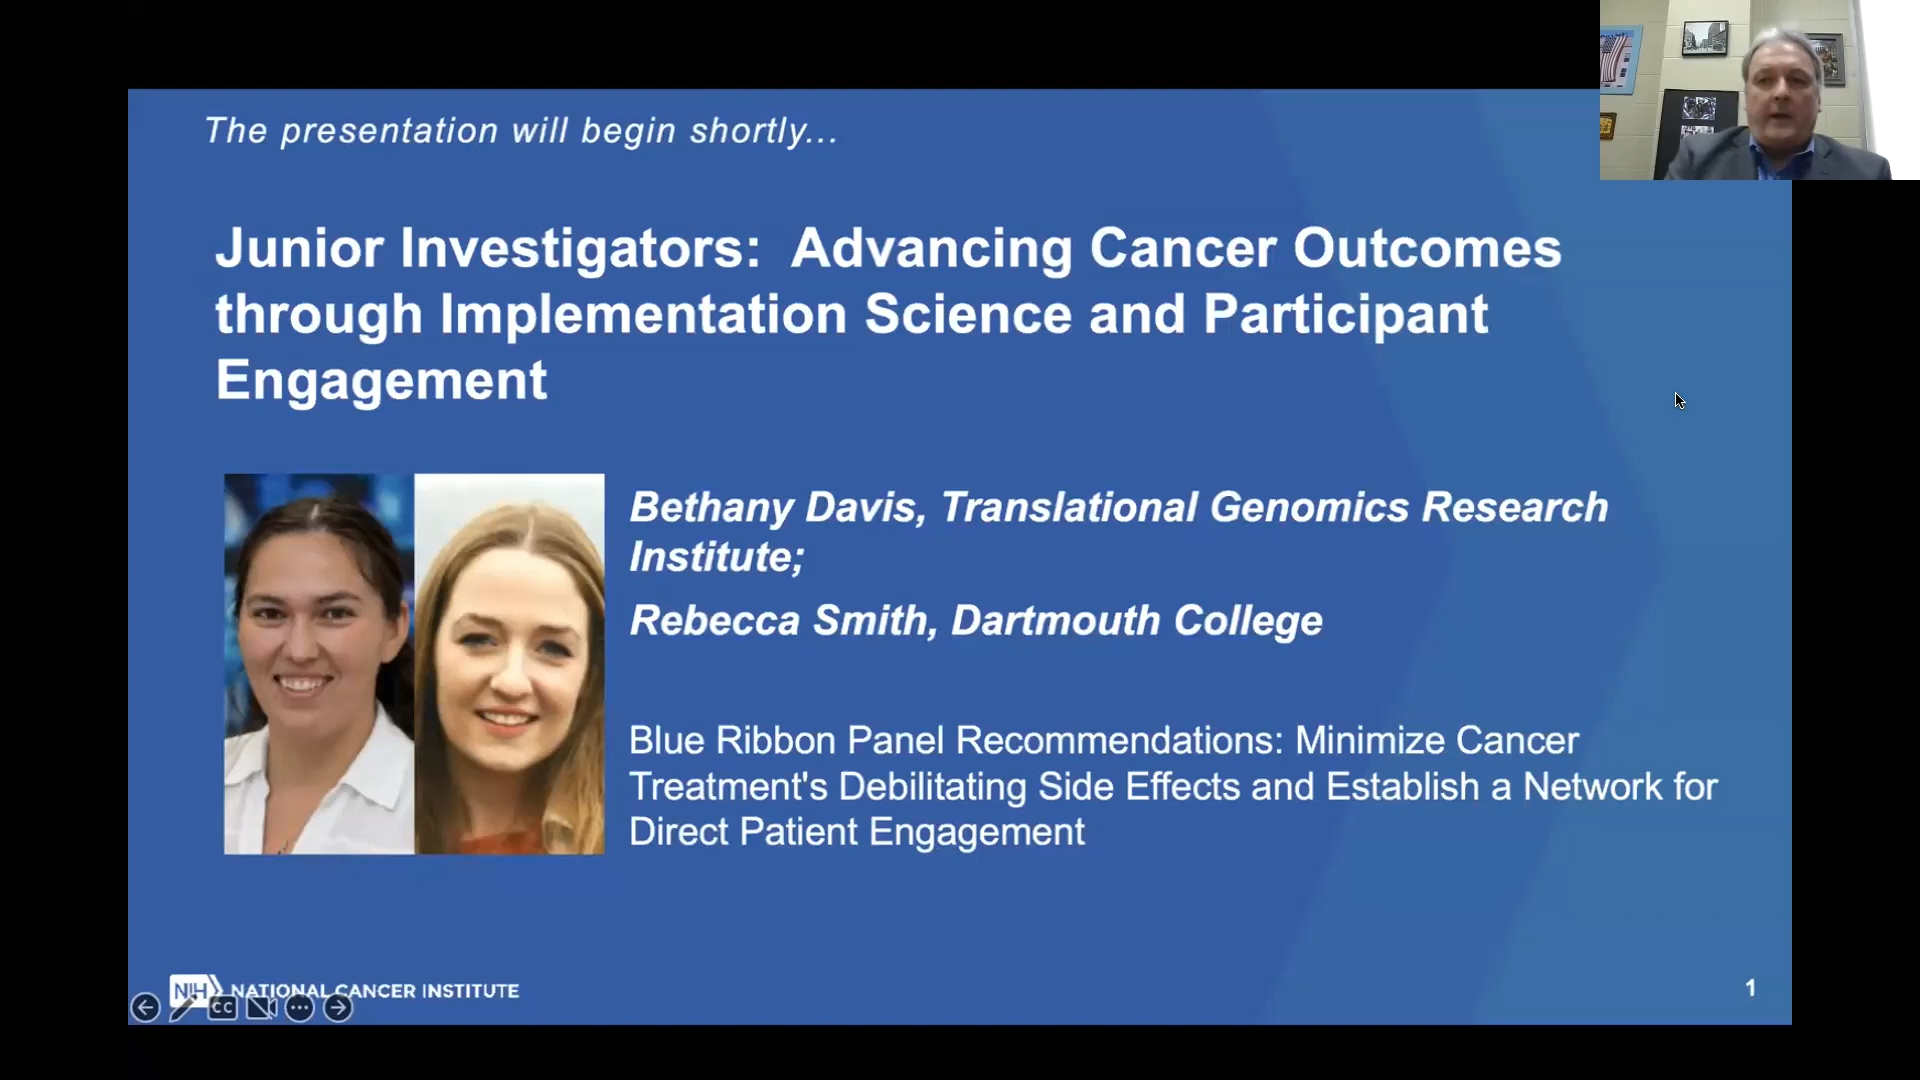 The presentation will begin shortly...
Junior Investigators:  Advancing Cancer Outcomes
through Implementation Science and Participant
Engagement
Bethany Davis, Translational Genomics Research
Institute;
Rebecca Smith, Dartmouth College
Blue Ribbon Panel Recommendations: Minimize Cancer
Treatment's Debilitating Side Effects and Establish a Network for
Direct Patient Engagement
NIH NATIONAL CANCER INSTITUTE
CC
1